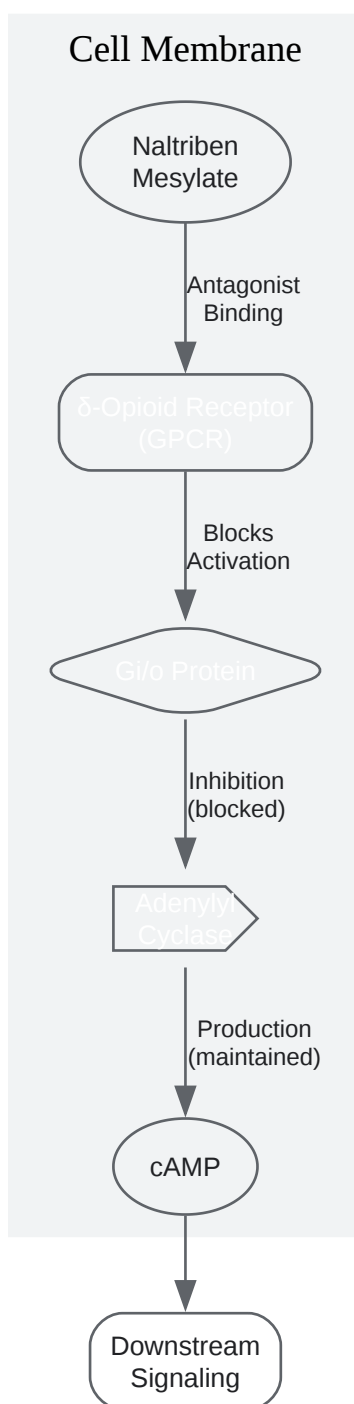 Cell Membrane
Naltriben
Mesylate
Antagonist
Binding
δ-Opioid Receptor
(GPCR)
Blocks
Activation
Gi/o Protein
Inhibition
(blocked)
Adenylyl
Cyclase
Production
(maintained)
cAMP
Downstream
Signaling